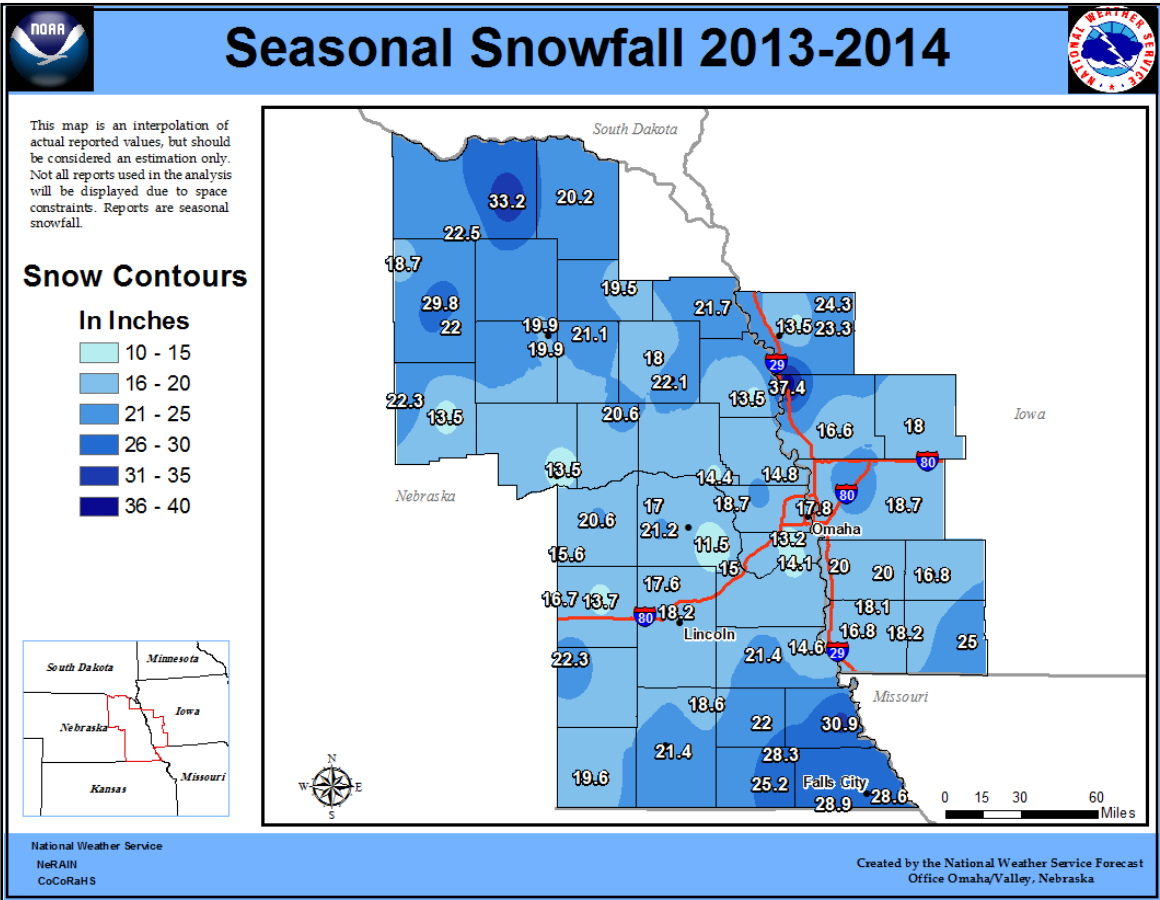 NOAA
Seasonal Snowfall 2013-2014
NATIONAL WEATHER SERVICE
This map is an interpolation of
actual reported values, but should
be considered an estimation only.
Not all reports used in the analysis
will be displayed due to space
constraints. Reports are seasonal
snowfall.
Snow Contours
In Inches
10 - 15
16 - 20
21 - 25
26 - 30
31 - 35
36 - 40
South Dakota
33.2
20.2
22.5
18.7
29.8
22
19.5
21.7
24.3
13.5
23.3
19.9
19.9
21.1
18
22.1
29
37.4
13.5
22.3
13.5
20.6
16.6
18
Iowa
80
13.5
14.4
14.8
80
Nebraska
18.7
17.8
18.7
Omaha
17
20.6
21.2
11.5
13.2
15.6
15
14.1
20
20
16.8
17.6
16.7
13.7
80
18.2
18.1
Lincoln
16.8
18.2
25
22.3
21.4
14.6
29
Missouri
18.6
22
30.9
21.4
28.3
19.6
25.2
Falls City
28.9
28.6
South Dakota
Minnesota
Iowa
Nebraska
Missouri
Kansas
N
W
E
S
0 15 30 60
Miles
National Weather Service
NeRAIN
CoCoRaHS
Created by the National Weather Service Forecast
Office Omaha/Valley, Nebraska